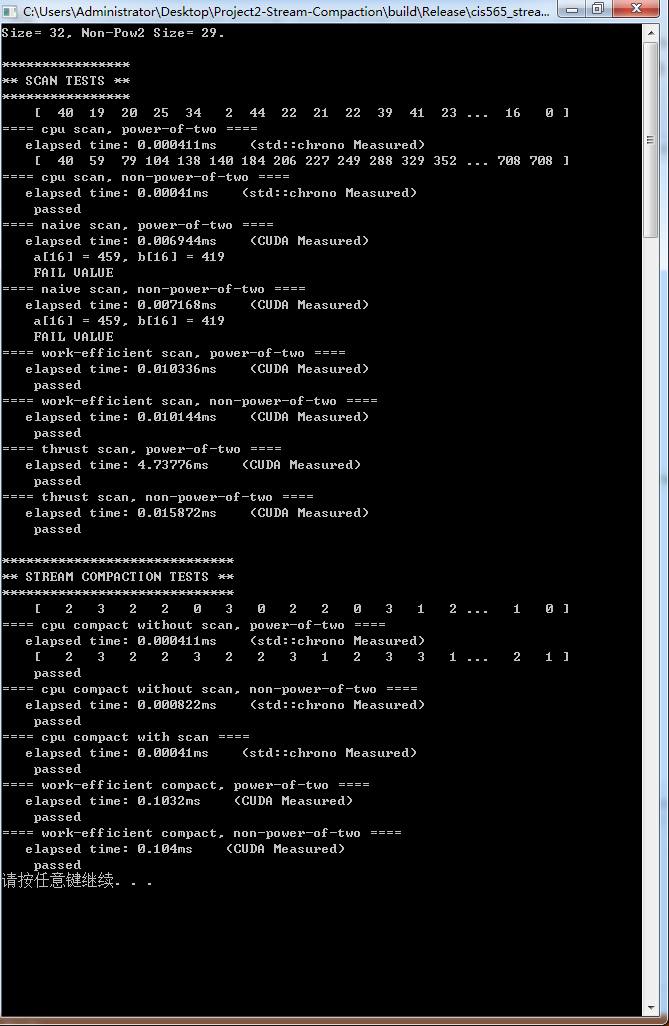 C:\Users\Administrator\Desktop\Project2-Stream-Compaction\build\Release\cis565_strea...
Size= 32, Non-Pow2 Size= 29.
****************
** SCAN TESTS **
****************
[ 40 19 20 25 34 2 44 22 21 22 39 41 23 ... 16 0 ]
==== cpu scan, power-of-two ====
elapsed time: 0.000411ms (std::chrono Measured)
[ 40 59 79 104 138 140 184 206 227 249 288 329 352 ... 708 708 ]
==== cpu scan, non-power-of-two ====
elapsed time: 0.00041ms (std::chrono Measured)
passed
==== naive scan, power-of-two ====
elapsed time: 0.006944ms (CUDA Measured)
a[16] = 459, b[16] = 419
FAIL VALUE
==== naive scan, non-power-of-two ====
elapsed time: 0.007168ms (CUDA Measured)
a[16] = 459, b[16] = 419
FAIL VALUE
==== work-efficient scan, power-of-two ====
elapsed time: 0.010336ms (CUDA Measured)
passed
==== work-efficient scan, non-power-of-two ====
elapsed time: 0.010144ms (CUDA Measured)
passed
==== thrust scan, power-of-two ====
elapsed time: 4.73776ms (CUDA Measured)
passed
==== thrust scan, non-power-of-two ====
elapsed time: 0.015872ms (CUDA Measured)
passed
*****************************
** STREAM COMPACTION TESTS **
*****************************
[ 2 3 2 2 0 3 0 2 2 0 3 1 2 ... 1 0 ]
==== cpu compact without scan, power-of-two ====
elapsed time: 0.000411ms (std::chrono Measured)
[ 2 3 2 2 3 2 2 3 1 2 3 3 1 ... 2 1 ]
passed
==== cpu compact without scan, non-power-of-two ====
elapsed time: 0.000822ms (std::chrono Measured)
passed
==== cpu compact with scan ====
elapsed time: 0.00041ms (std::chrono Measured)
passed
==== work-efficient compact, power-of-two ====
elapsed time: 0.1032ms (CUDA Measured)
passed
==== work-efficient compact, non-power-of-two ====
elapsed time: 0.104ms (CUDA Measured)
passed
请按任意键继续. . .